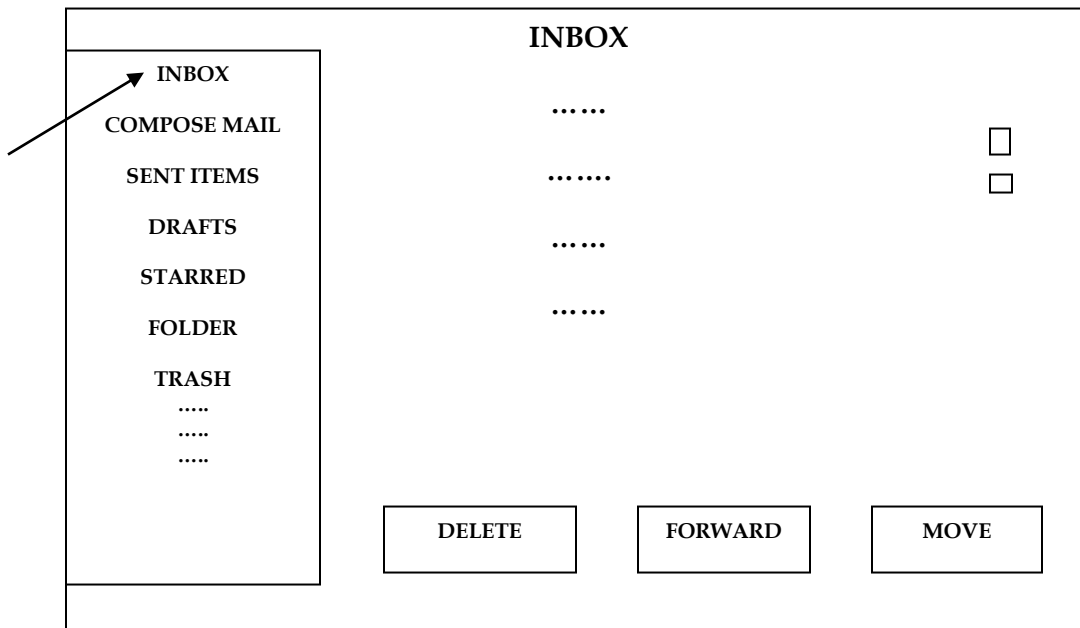 INBOX
INBOX
COMPOSE MAIL
SENT ITEMS
DRAFTS
STARRED
FOLDER
TRASH
…..
…..
…..
……
…….
……
……
DELETE
FORWARD
MOVE